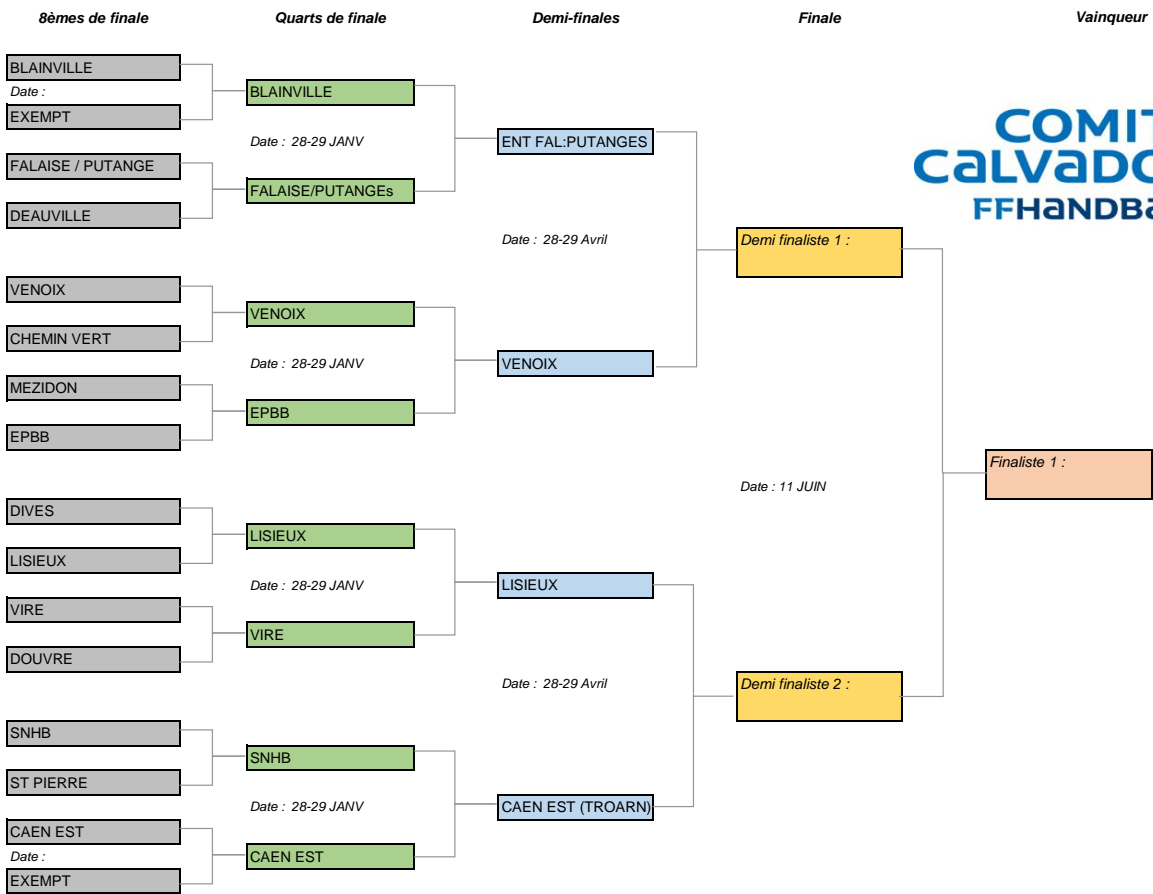 8èmes de finale
Quarts de finale
Demi-finales
Finale
Vainqueur
BLAINVILLE
Date :
EXEMPT
FALAISE / PUTANGE
DEAUVILLE
VENOIX
CHEMIN VERT
MEZIDON
EPBB
DIVES
LISIEUX
VIRE
DOUVRE
SNHB
ST PIERRE
CAEN EST
Date :
EXEMPT
BLAINVILLE
Date : 28-29 JANV
FALAISE/PUTANGEs
VENOIX
Date : 28-29 JANV
EPBB
LISIEUX
Date : 28-29 JANV
VIRE
SNHB
Date : 28-29 JANV
CAEN EST
ENT FAL:PUTANGES
Date : 28-29 Avril
VENOIX
LISIEUX
Date : 28-29 Avril
CAEN EST (TROARN)
Demi finaliste 1 :
Date : 11 JUIN
Demi finaliste 2 :
Finaliste 1 :
COMIT
CALVADO
FFHANDBA